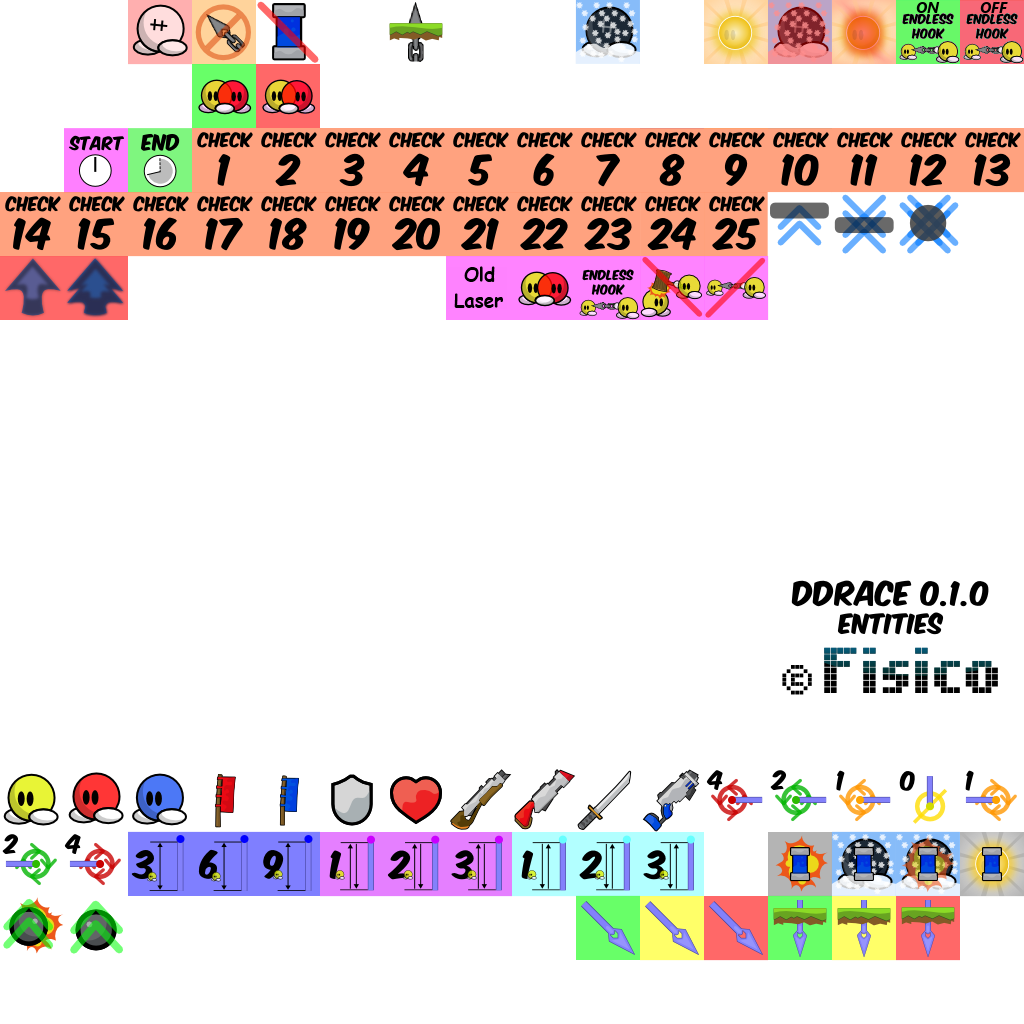 ON
ENDLESS
HOOK
OFF
ENDLESS
HOOK
START
END
CHECK
1
CHECK
2
CHECK
3
CHECK
4
CHECK
5
CHECK
6
CHECK
7
CHECK
8
CHECK
9
CHECK
10
CHECK
11
CHECK
12
CHECK
13
CHECK
14
CHECK
15
CHECK
16
CHECK
17
CHECK
18
CHECK
19
CHECK
20
CHECK
21
CHECK
22
CHECK
23
CHECK
24
CHECK
25
Old
Laser
ENDLESS
HOOK
DDRACE 0.1.0
ENTITIES
© Fisico
4 2 1 0 1
2 4 3 6 9 1 2 3 1 2 3